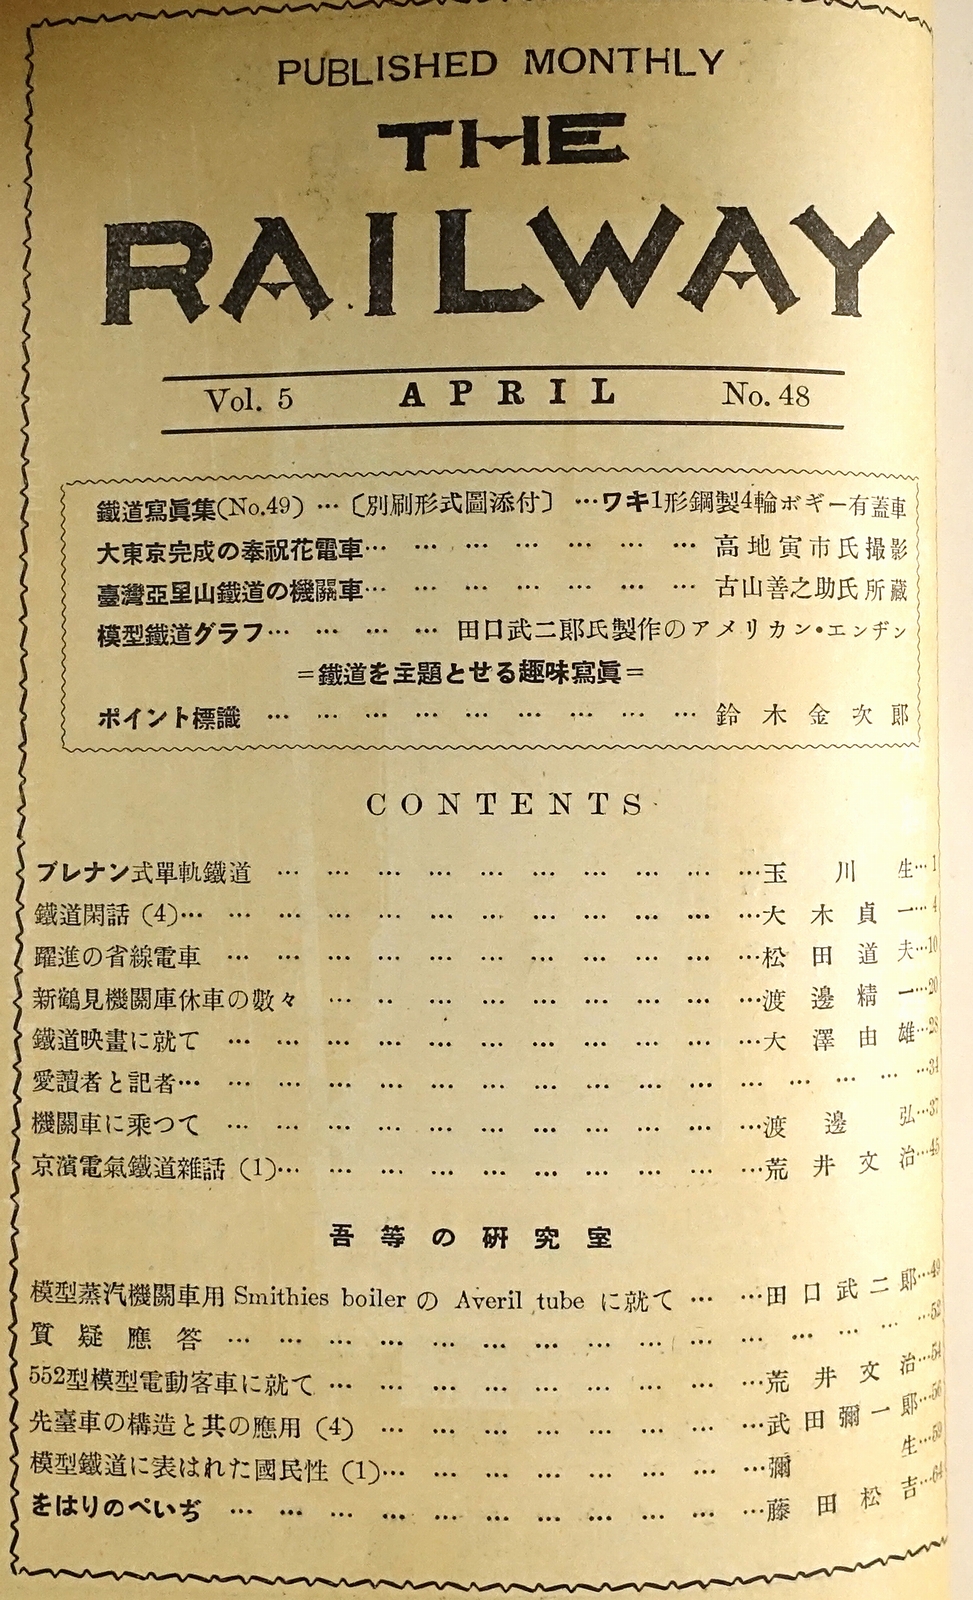 PUBLISHED MONTHLY
THE
RAILWAY
Vol. 5 APRIL No. 48
鐵道寫眞集(No.49) …〔別刷形式圖添付〕…ワキ1形鋼製4輪ボギー有蓋車
大東京完成の奉祝花電車… … … … … … … … 高地寅市氏撮影
臺灣亞里山鐵道の機關車… … … … … … … … 古山善之助氏所藏
模型鐵道グラフ… … … … 田口武二郎氏製作のアメリカン・エンヂン
=鐵道を主題とせる趣味寫眞=
ポイント標識 … … … … … … … … … 鈴木金次郎
CONTENTS
ブレナン式單軌鐵道 … … … … … … … … … …玉川生…1
鐵道閑話 (4)… … … … … … … … … … … …大木貞一…4
躍進の省線電車 … … … … … … … … … … …松田道夫…10
新鶴見機關庫休車の數々 … … … … … … … … …渡邊精一…20
鐵道映畫に就て … … … … … … … … … … …大澤由雄…28
愛讀者と記者… … … … … … … … … … … … … … … …34
機關車に乘つて … … … … … … … … … … …渡邊弘…37
京濱電氣鐵道雜話 (1)… … … … … … … … … …荒井文治…45
吾等の硏究室
模型蒸汽機關車用 Smithies boiler の Averil tube に就て … …田口武二郎…49
質疑應答 … … … … … … … … … … … … … …52
552型模型電動客車に就て … … … … … … … … …荒井文治…54
先臺車の構造と其の應用 (4) … … … … … … … …武田彌一郎…56
模型鐵道に表はれた國民性 (1)… … … … … … … …彌生…59
をはりのぺいぢ … … … … … … … … … … …藤田松吉…64